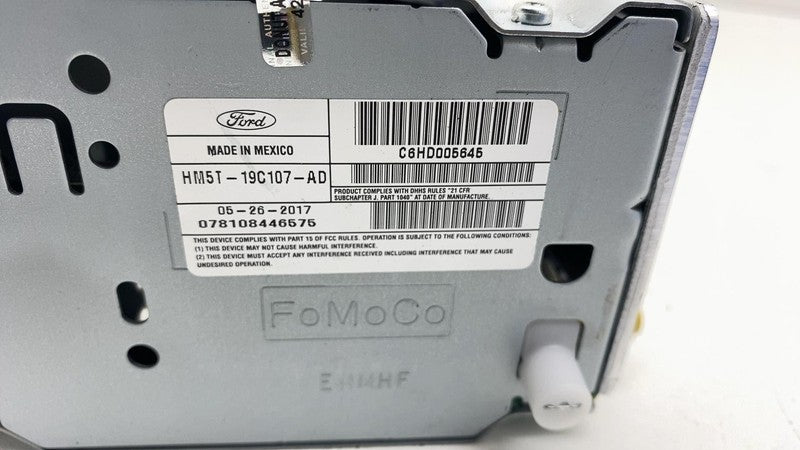 Ford
MADE IN MEXICO
C6HD005645
HM5T-19C107-AD
PRODUCT COMPLIES WITH DHHS RULES "21 CFR
SUBCHAPTER J, PART 1040" AT DATE OF MANUFACTURE.
05-26-2017
078108446575
THIS DEVICE COMPLIES WITH PART 15 OF FCC RULES. OPERATION IS SUBJECT TO THE FOLLOWING CONDITIONS:
(1) THIS DEVICE MAY NOT CAUSE HARMFUL INTERFERENCE.
(2) THIS DEVICE MUST ACCEPT ANY INTERFERENCE RECEIVED INCLUDING INTERFERENCE THAT MAY CAUSE
UNDESIRED OPERATION.
FoMoCo